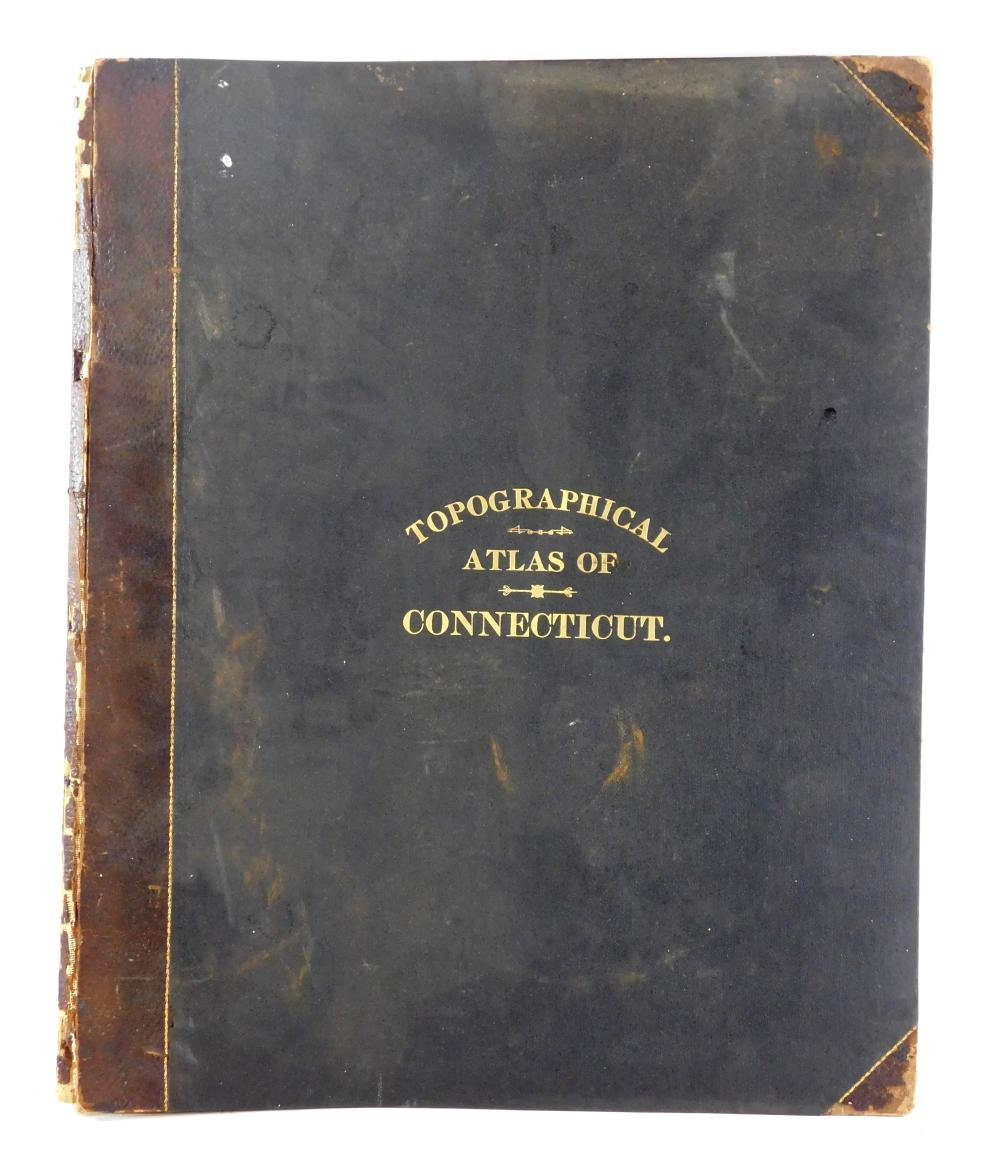 TOPOGRAPHICAL
ATLAS OF
CONNECTICUT.